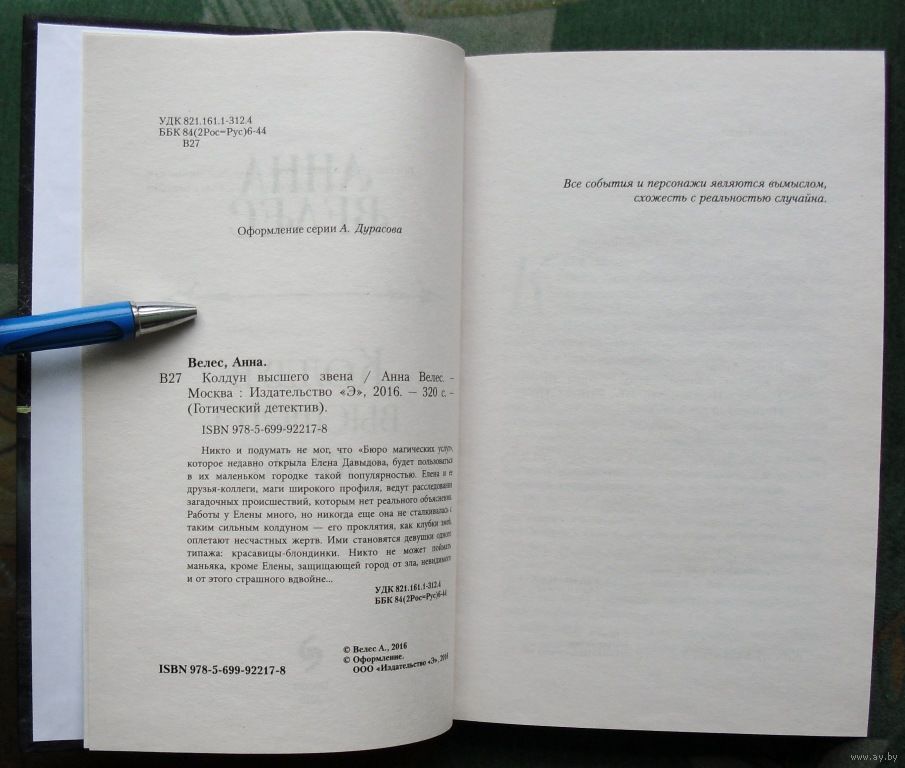 УДК 821.161.1-312.4
ББК 84(2Рос=Рус)6-44
В27
Оформление серии А. Дурасова
Велес, Анна.
В27 Колдун высшего звена / Анна Велес. –
Москва : Издательство «Э», 2016. — 320 с. –
(Готический детектив).
ISBN 978-5-699-92217-8
Никто и подумать не мог, что «Бюро магических услуг»,
которое недавно открыла Елена Давыдова, будет пользоваться
в их маленьком городке такой популярностью. Елена и ее
друзья-коллеги, маги широкого профиля, ведут расследования
загадочных происшествий, которым нет реального объяснения.
Работы у Елены много, но никогда еще она не сталкивалась с
таким сильным колдуном — его проклятия, как клубки змей,
оплетают несчастных жертв. Ими становятся девушки одного
типажа: красавицы-блондинки. Никто не может поймать
маньяка, кроме Елены, защищающей город от зла, невидимого
и от этого страшного вдвойне...
УДК 821.161.1-312.4
ББК 84(2Рос=Рус)6-44
© Велес А., 2016
© Оформление.
ООО «Издательство «Э», 2016
ISBN 978-5-699-92217-8
Все события и персонажи являются вымыслом,
схожесть с реальностью случайна.
www.ay.by